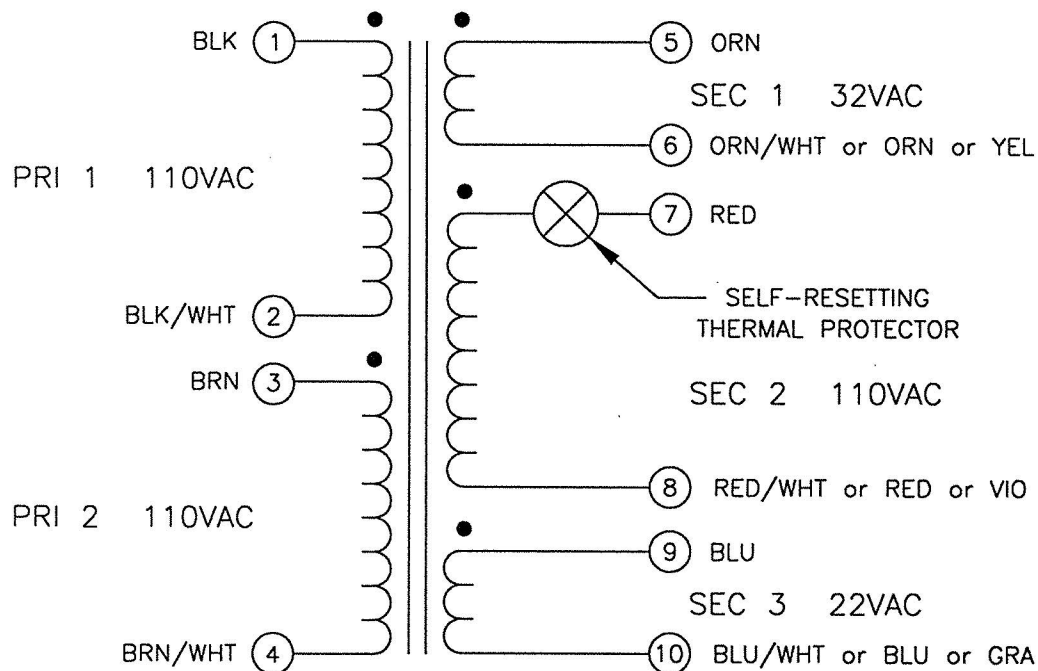 BLK 1
5 ORN
SEC 1 32VAC
6 ORN/WHT or ORN or YEL
PRI 1 110VAC
7 RED
BLK/WHT 2
SELF-RESETTING
THERMAL PROTECTOR
BRN 3
SEC 2 110VAC
8 RED/WHT or RED or VIO
PRI 2 110VAC
9 BLU
SEC 3 22VAC
BRN/WHT 4
10 BLU/WHT or BLU or GRA